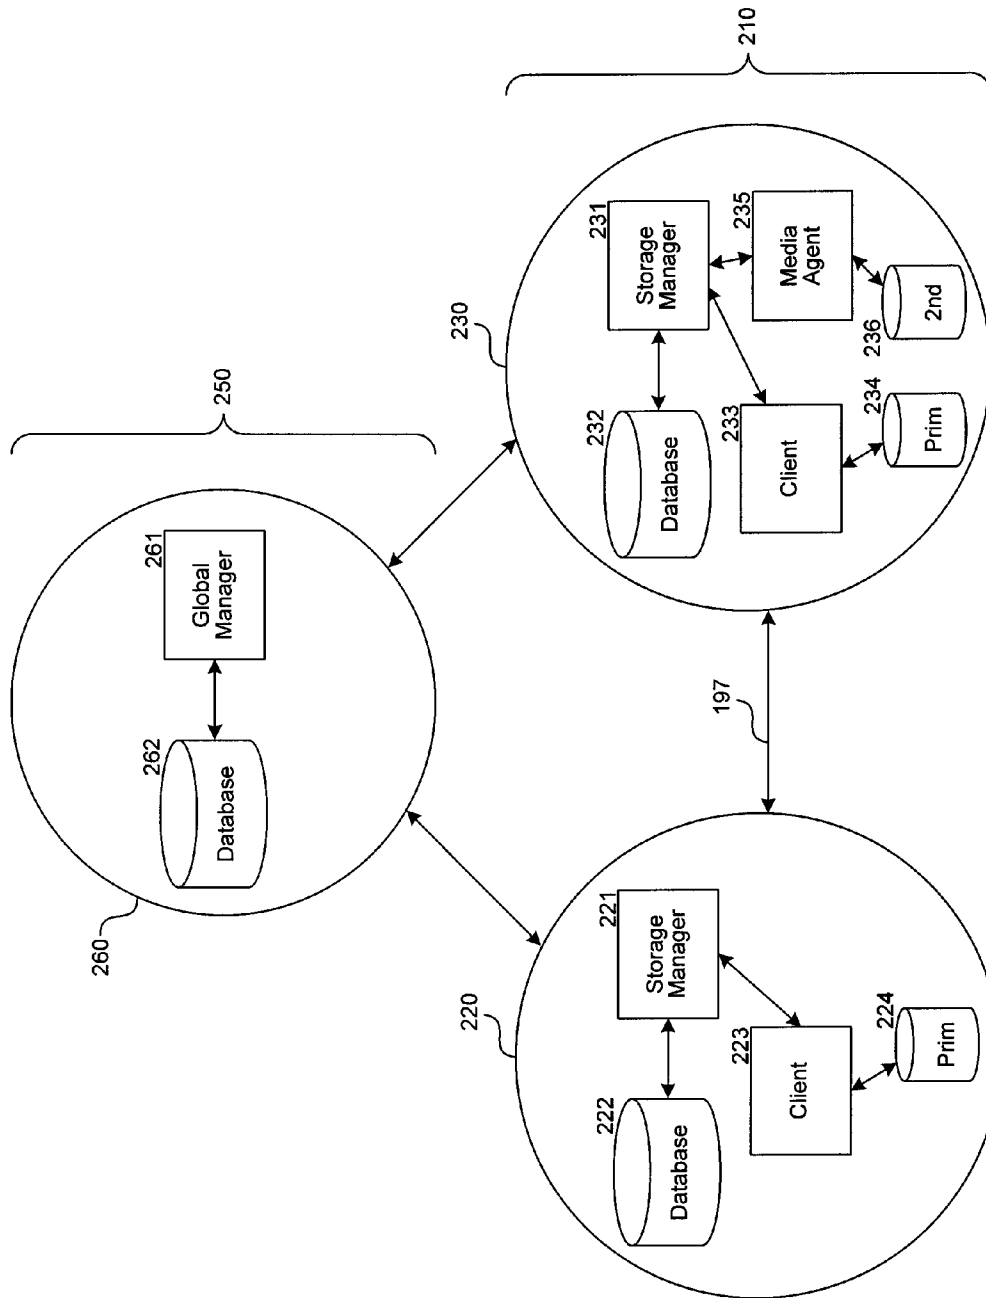 250
260
262
Database
261
Global
Manager
210
220
222
Database
221
Storage
Manager
223
Client
224
Prim
197
230
232
Database
231
Storage
Manager
233
Client
235
Media
Agent
234
Prim
236
2nd